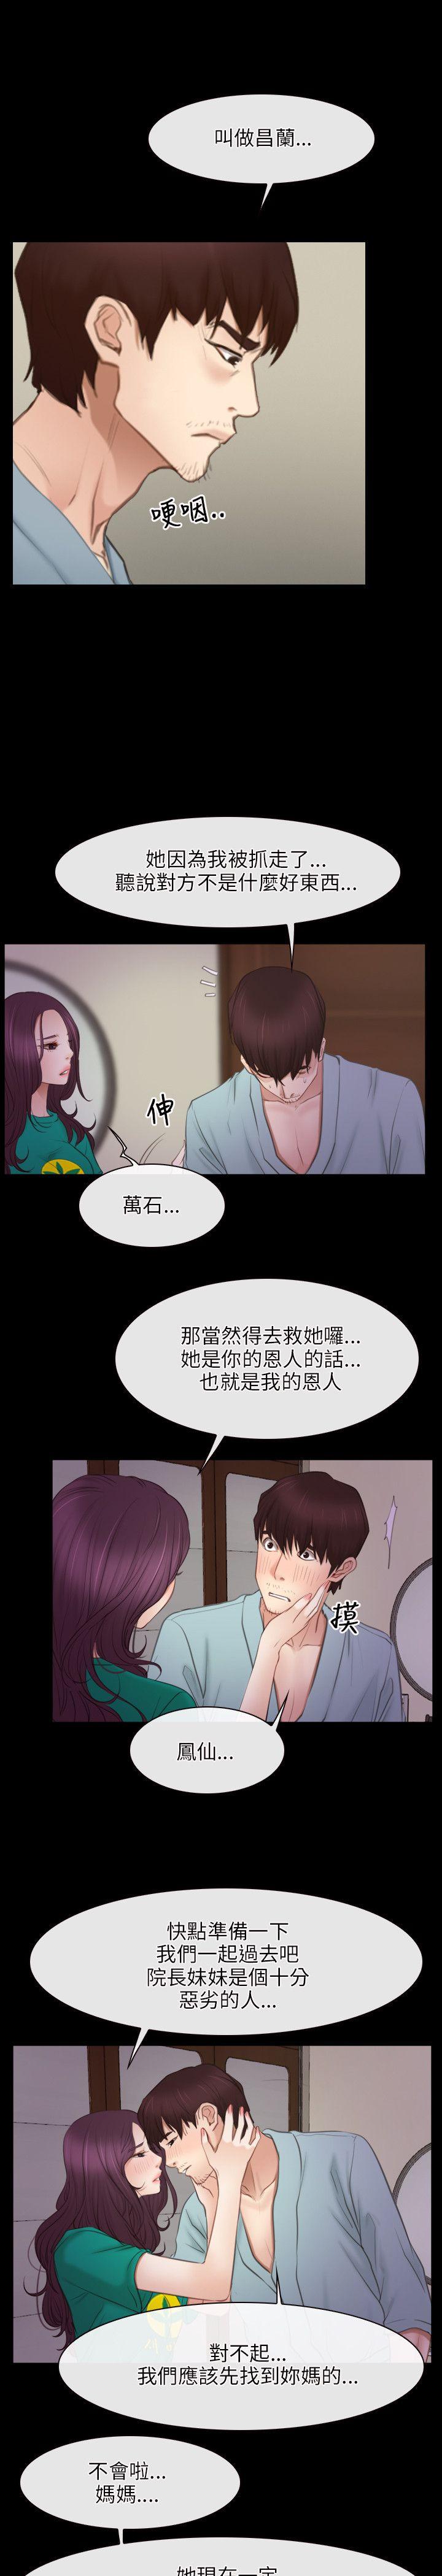 叫做昌蘭...
哽咽..
她因為我被抓走了...
聽說對方不是什麼好東西...
伸
萬石...
那當然得去救她囉...
她是你的恩人的話...
也就是我的恩人
摸
鳳仙...
快點準備一下
我們一起過去吧
院長妹妹是個十分
惡劣的人...
對不起...
我們應該先找到妳媽的...
不會啦...
媽媽....
她現在一定